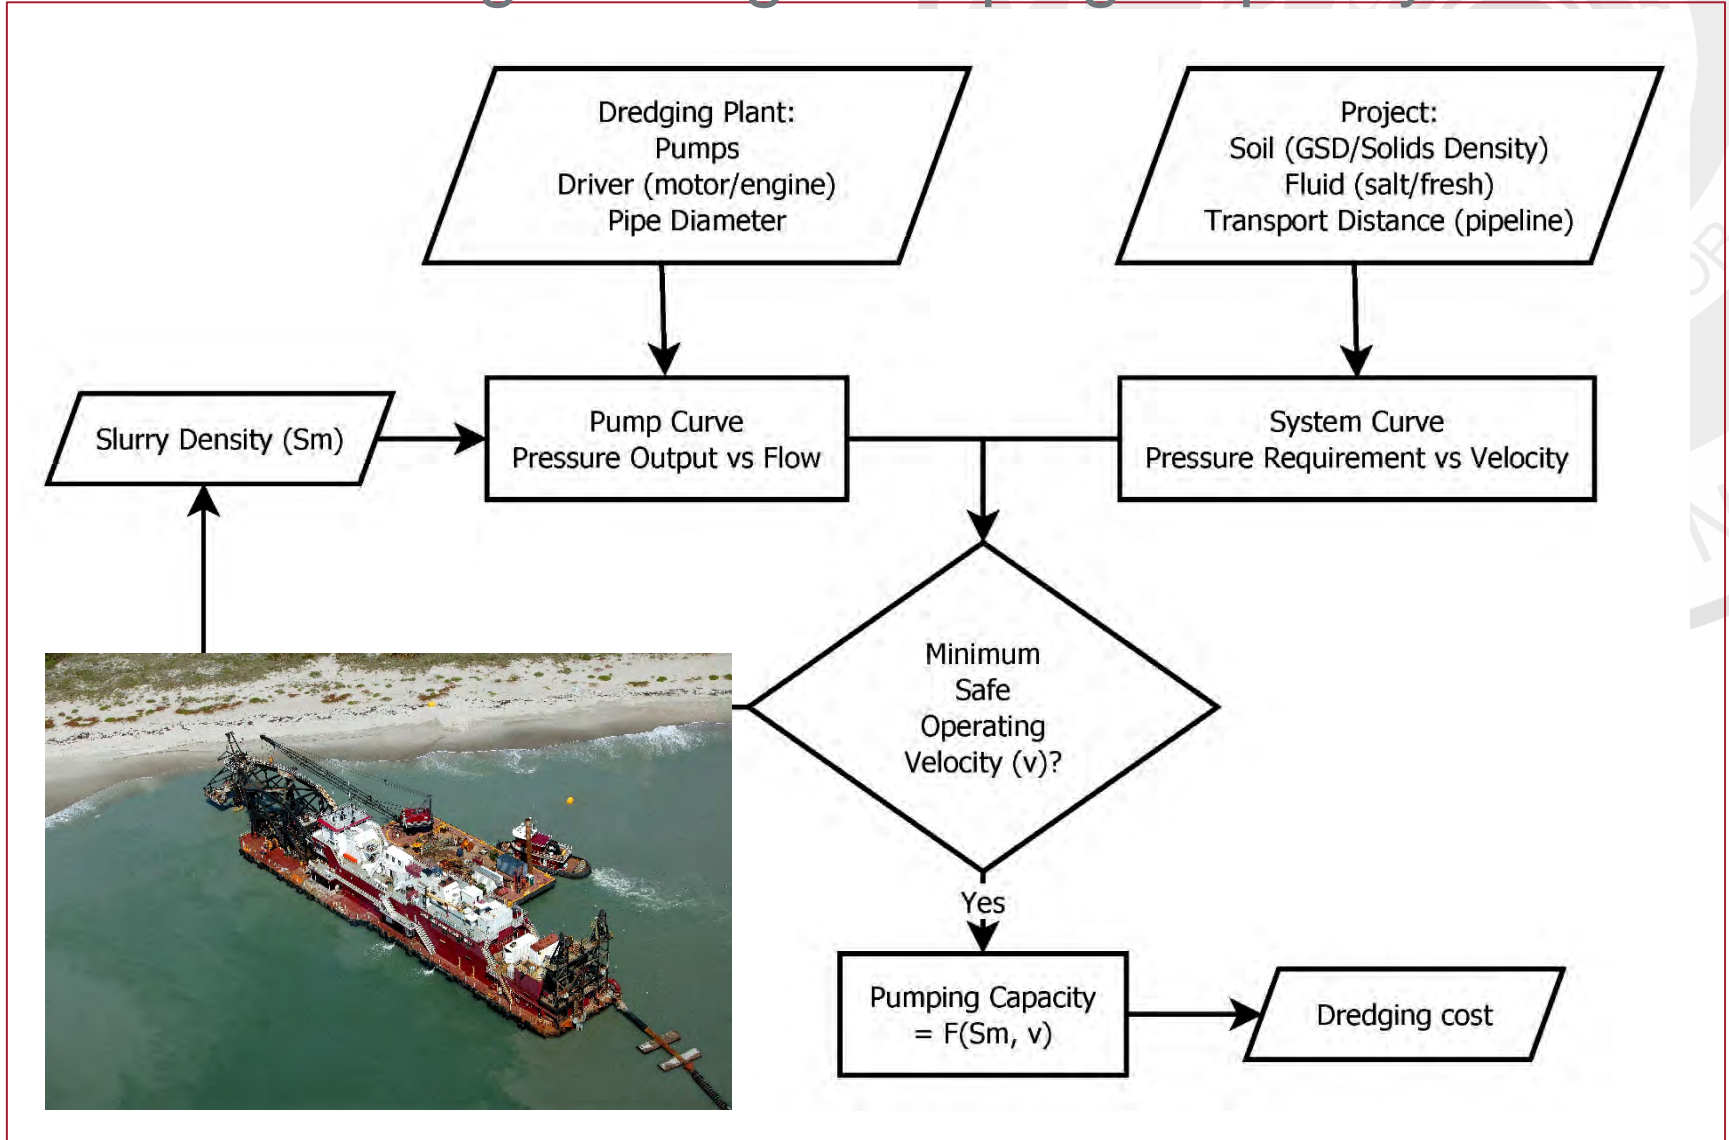 Dredging Plant:
Pumps
Driver (motor/engine)
Pipe Diameter
Project:
Soil (GSD/Solids Density)
Fluid (salt/fresh)
Transport Distance (pipeline)
Slurry Density (Sm)
Pump Curve
Pressure Output vs Flow
System Curve
Pressure Requirement vs Velocity
Minimum
Safe
Operating
Velocity (v)?
Yes
Pumping Capacity
= F(Sm, v)
Dredging cost